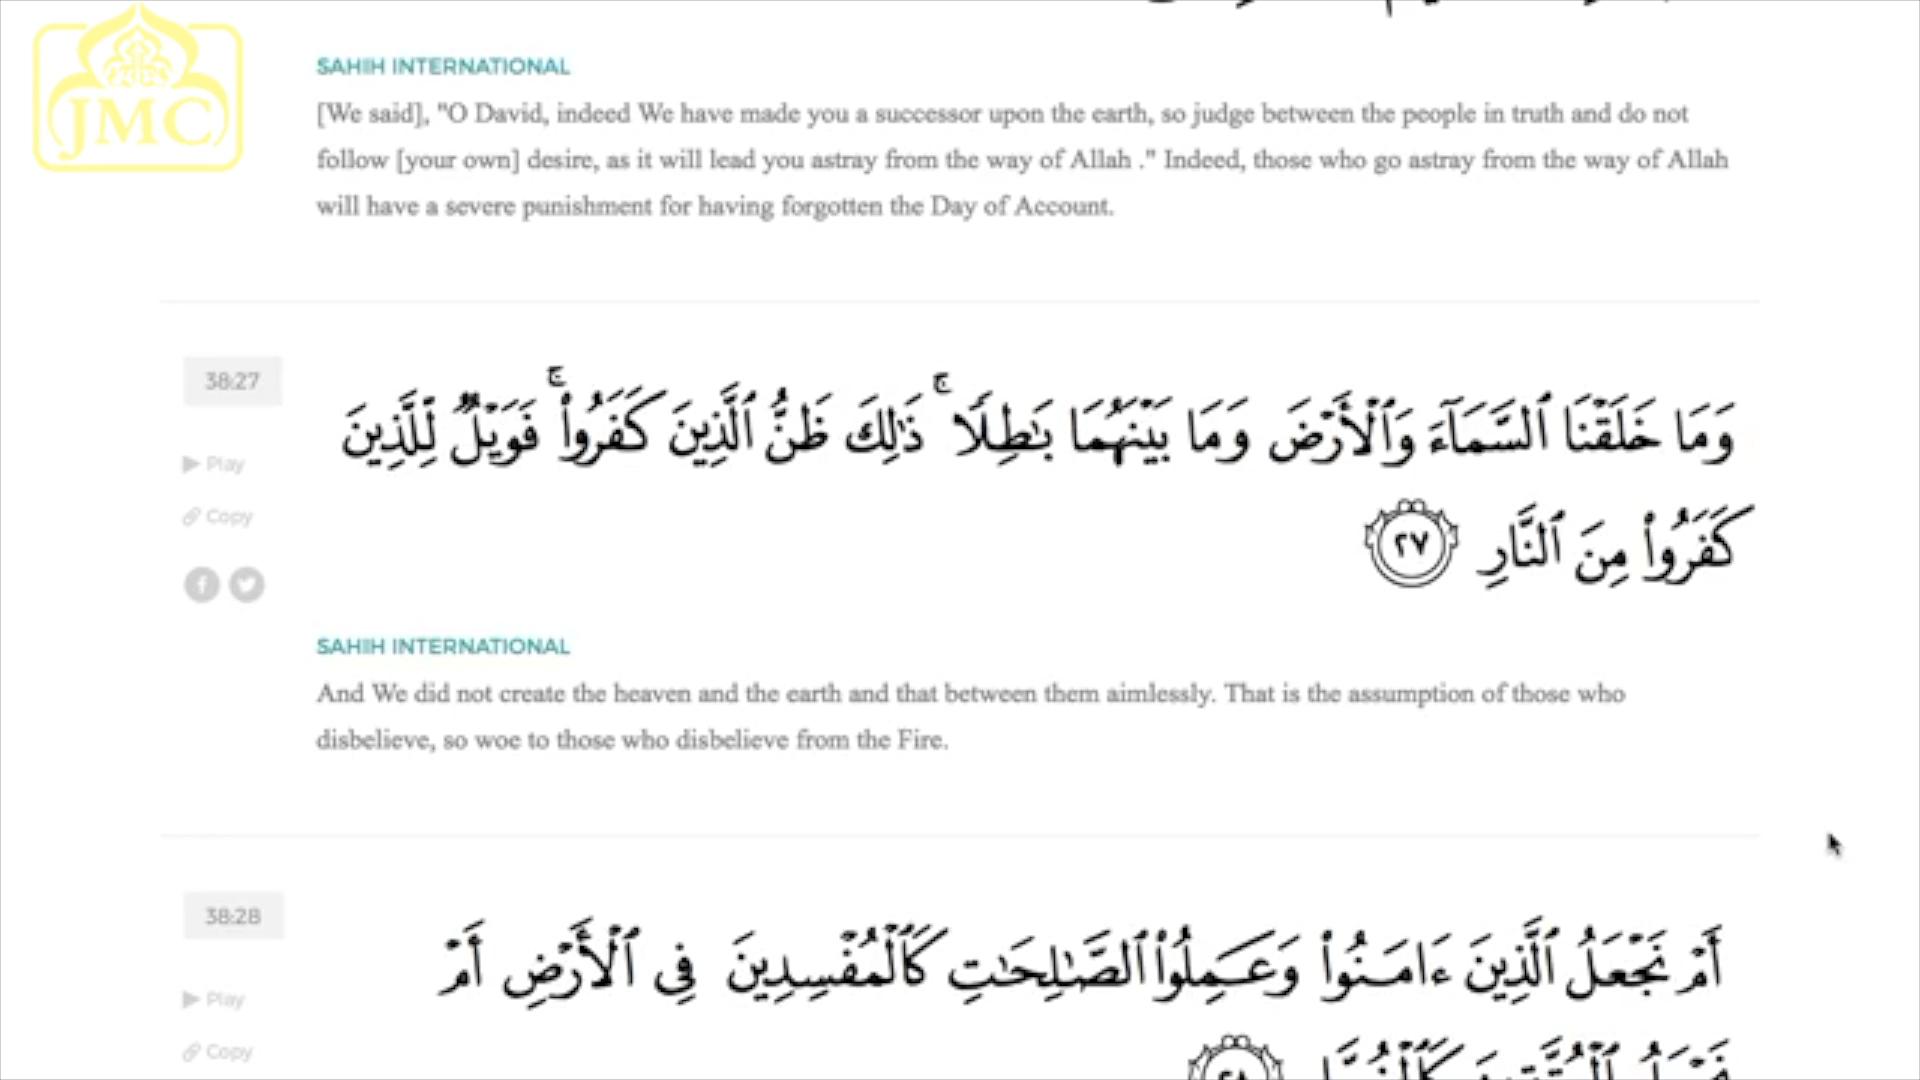 JMC
SAHIH INTERNATIONAL
[We said], "O David, indeed We have made you a successor upon the earth, so judge between the people in truth and do not
follow [your own] desire, as it will lead you astray from the way of Allah ." Indeed, those who go astray from the way of Allah
will have a severe punishment for having forgotten the Day of Account.
38:27
وَمَا خَلَقْنَا ٱلسَّمَآءَ وَٱلْأَرْضَ وَمَا بَيْنَهُمَا بَـٰطِلًا ۚ ذَٰلِكَ ظَنُّ ٱلَّذِينَ كَفَرُوا۟ ۚ فَوَيْلٌ لِّلَّذِينَ
Play
Copy
كَفَرُوا۟ مِنَ ٱلنَّارِ ٢٧
SAHIH INTERNATIONAL
And We did not create the heaven and the earth and that between them aimlessly. That is the assumption of those who
disbelieve, so woe to those who disbelieve from the Fire.
38:28
أَمْ نَجْعَلُ ٱلَّذِينَ ءَامَنُوا۟ وَعَمِلُوا۟ ٱلصَّـٰلِحَـٰتِ كَٱلْمُفْسِدِينَ فِى ٱلْأَرْضِ أَمْ
Play
Copy